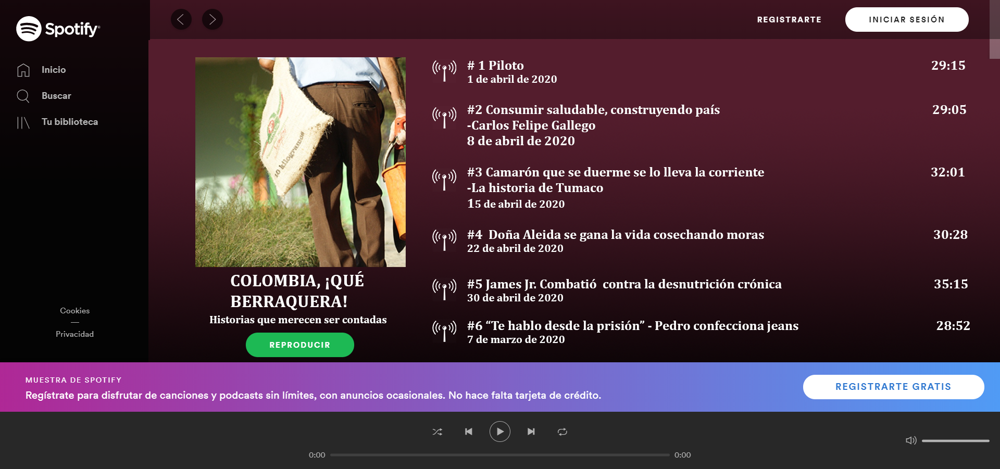 Spotify
Inicio
Buscar
Tu biblioteca
Cookies
Privacidad
REGISTRARTE
INICIAR SESIÓN
10 kilogramos
COLOMBIA, ¡QUÉ
BERRAQUERA!
Historias que merecen ser contadas
REPRODUCIR
# 1 Piloto 29:15
1 de abril de 2020
#2 Consumir saludable, construyendo país 29:05
-Carlos Felipe Gallego
8 de abril de 2020
#3 Camarón que se duerme se lo lleva la corriente 32:01
-La historia de Tumaco
15 de abril de 2020
#4  Doña Aleida se gana la vida cosechando moras 30:28
22 de abril de 2020
#5 James Jr. Combatió  contra la desnutrición crónica 35:15
30 de abril de 2020
#6 “Te hablo desde la prisión” - Pedro confecciona jeans 28:52
7 de marzo de 2020
MUESTRA DE SPOTIFY
Regístrate para disfrutar de canciones y podcasts sin límites, con anuncios ocasionales. No hace falta tarjeta de crédito.
REGISTRARTE GRATIS
0:00
0:00